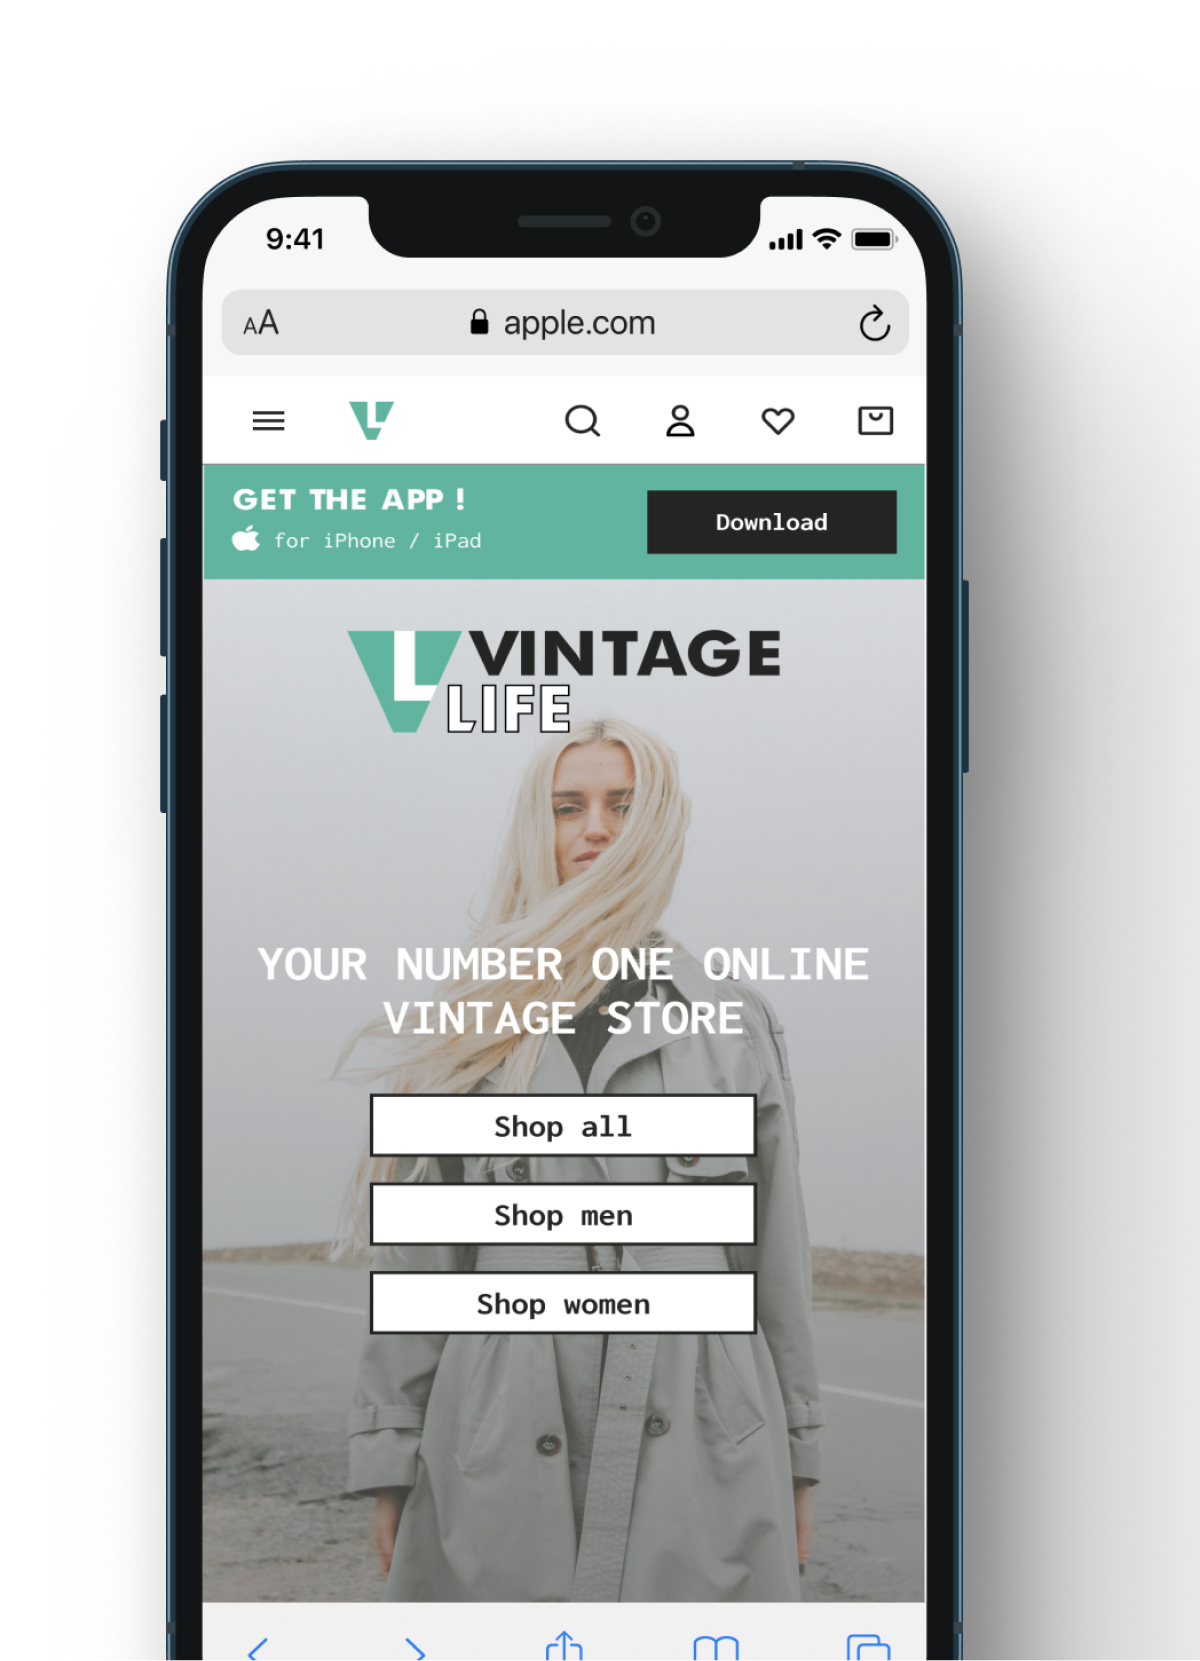 9:41
AA apple.com
GET THE APP !
for iPhone / iPad
Download
VINTAGE
LIFE
YOUR NUMBER ONE ONLINE
VINTAGE STORE
Shop all
Shop men
Shop women